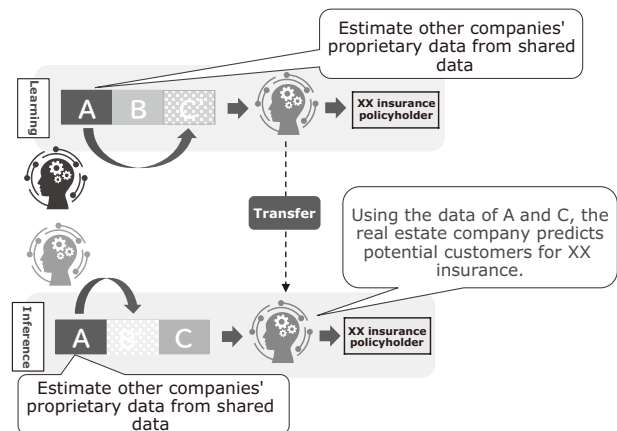 Estimate other companies'
proprietary data from shared
data
Learning
A B C
XX insurance
policyholder
Transfer
Using the data of A and C, the
real estate company predicts
potential customers for XX
insurance.
Inference
A B C
XX insurance
policyholder
Estimate other companies'
proprietary data from shared
data